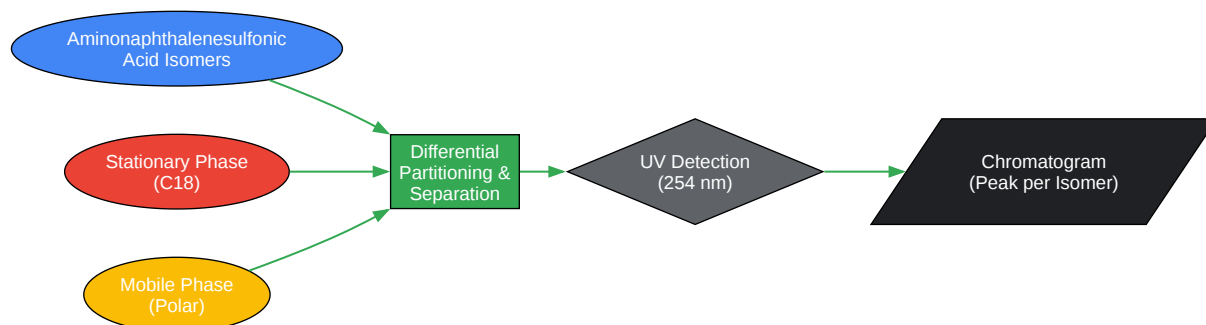 Aminonaphthalenesulfonic
Acid Isomers
Stationary Phase
(C18)
Mobile Phase
(Polar)
Differential
Partitioning &
Separation
UV Detection
(254 nm)
Chromatogram
(Peak per Isomer)